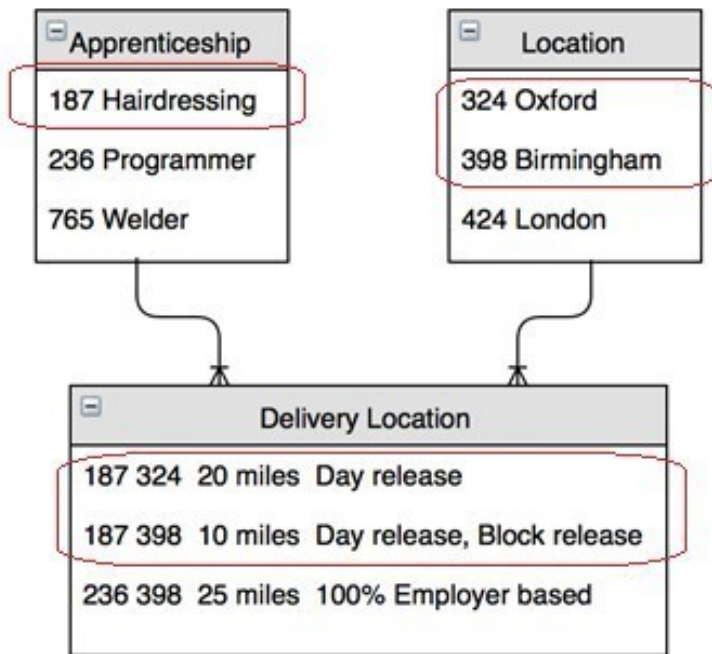 Apprenticeship
187 Hairdressing
236 Programmer
765 Welder
Location
324 Oxford
398 Birmingham
424 London
Delivery Location
187 324 20 miles Day release
187 398 10 miles Day release, Block release
236 398 25 miles 100% Employer based